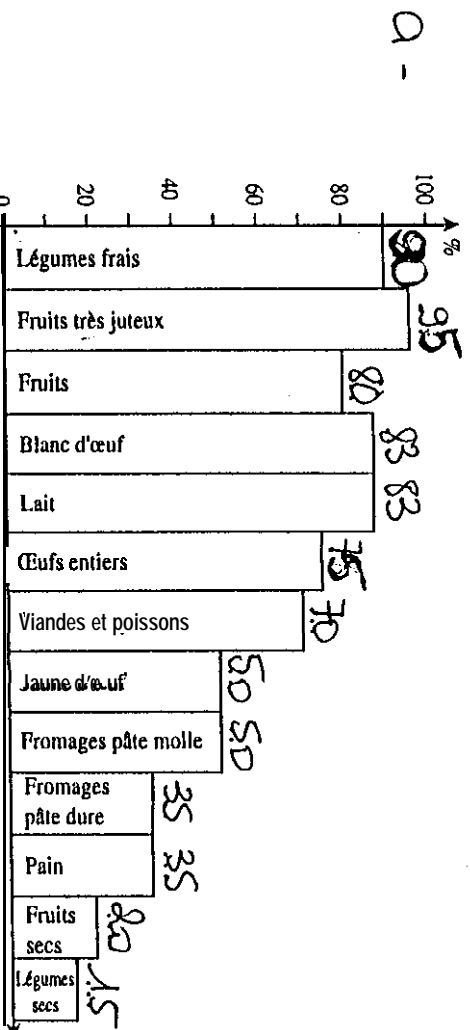 a -
%
100
80
60
40
20
0
Légumes frais
90
Fruits très juteux
95
Fruits
80
Blanc d'œuf
83
Lait
83
Œufs entiers
75
Viandes et poissons
70
Jaune d'œuf
50
Fromages pâte molle
50
Fromages
pâte dure
35
Pain
35
Fruits
secs
20
Légumes
secs
15